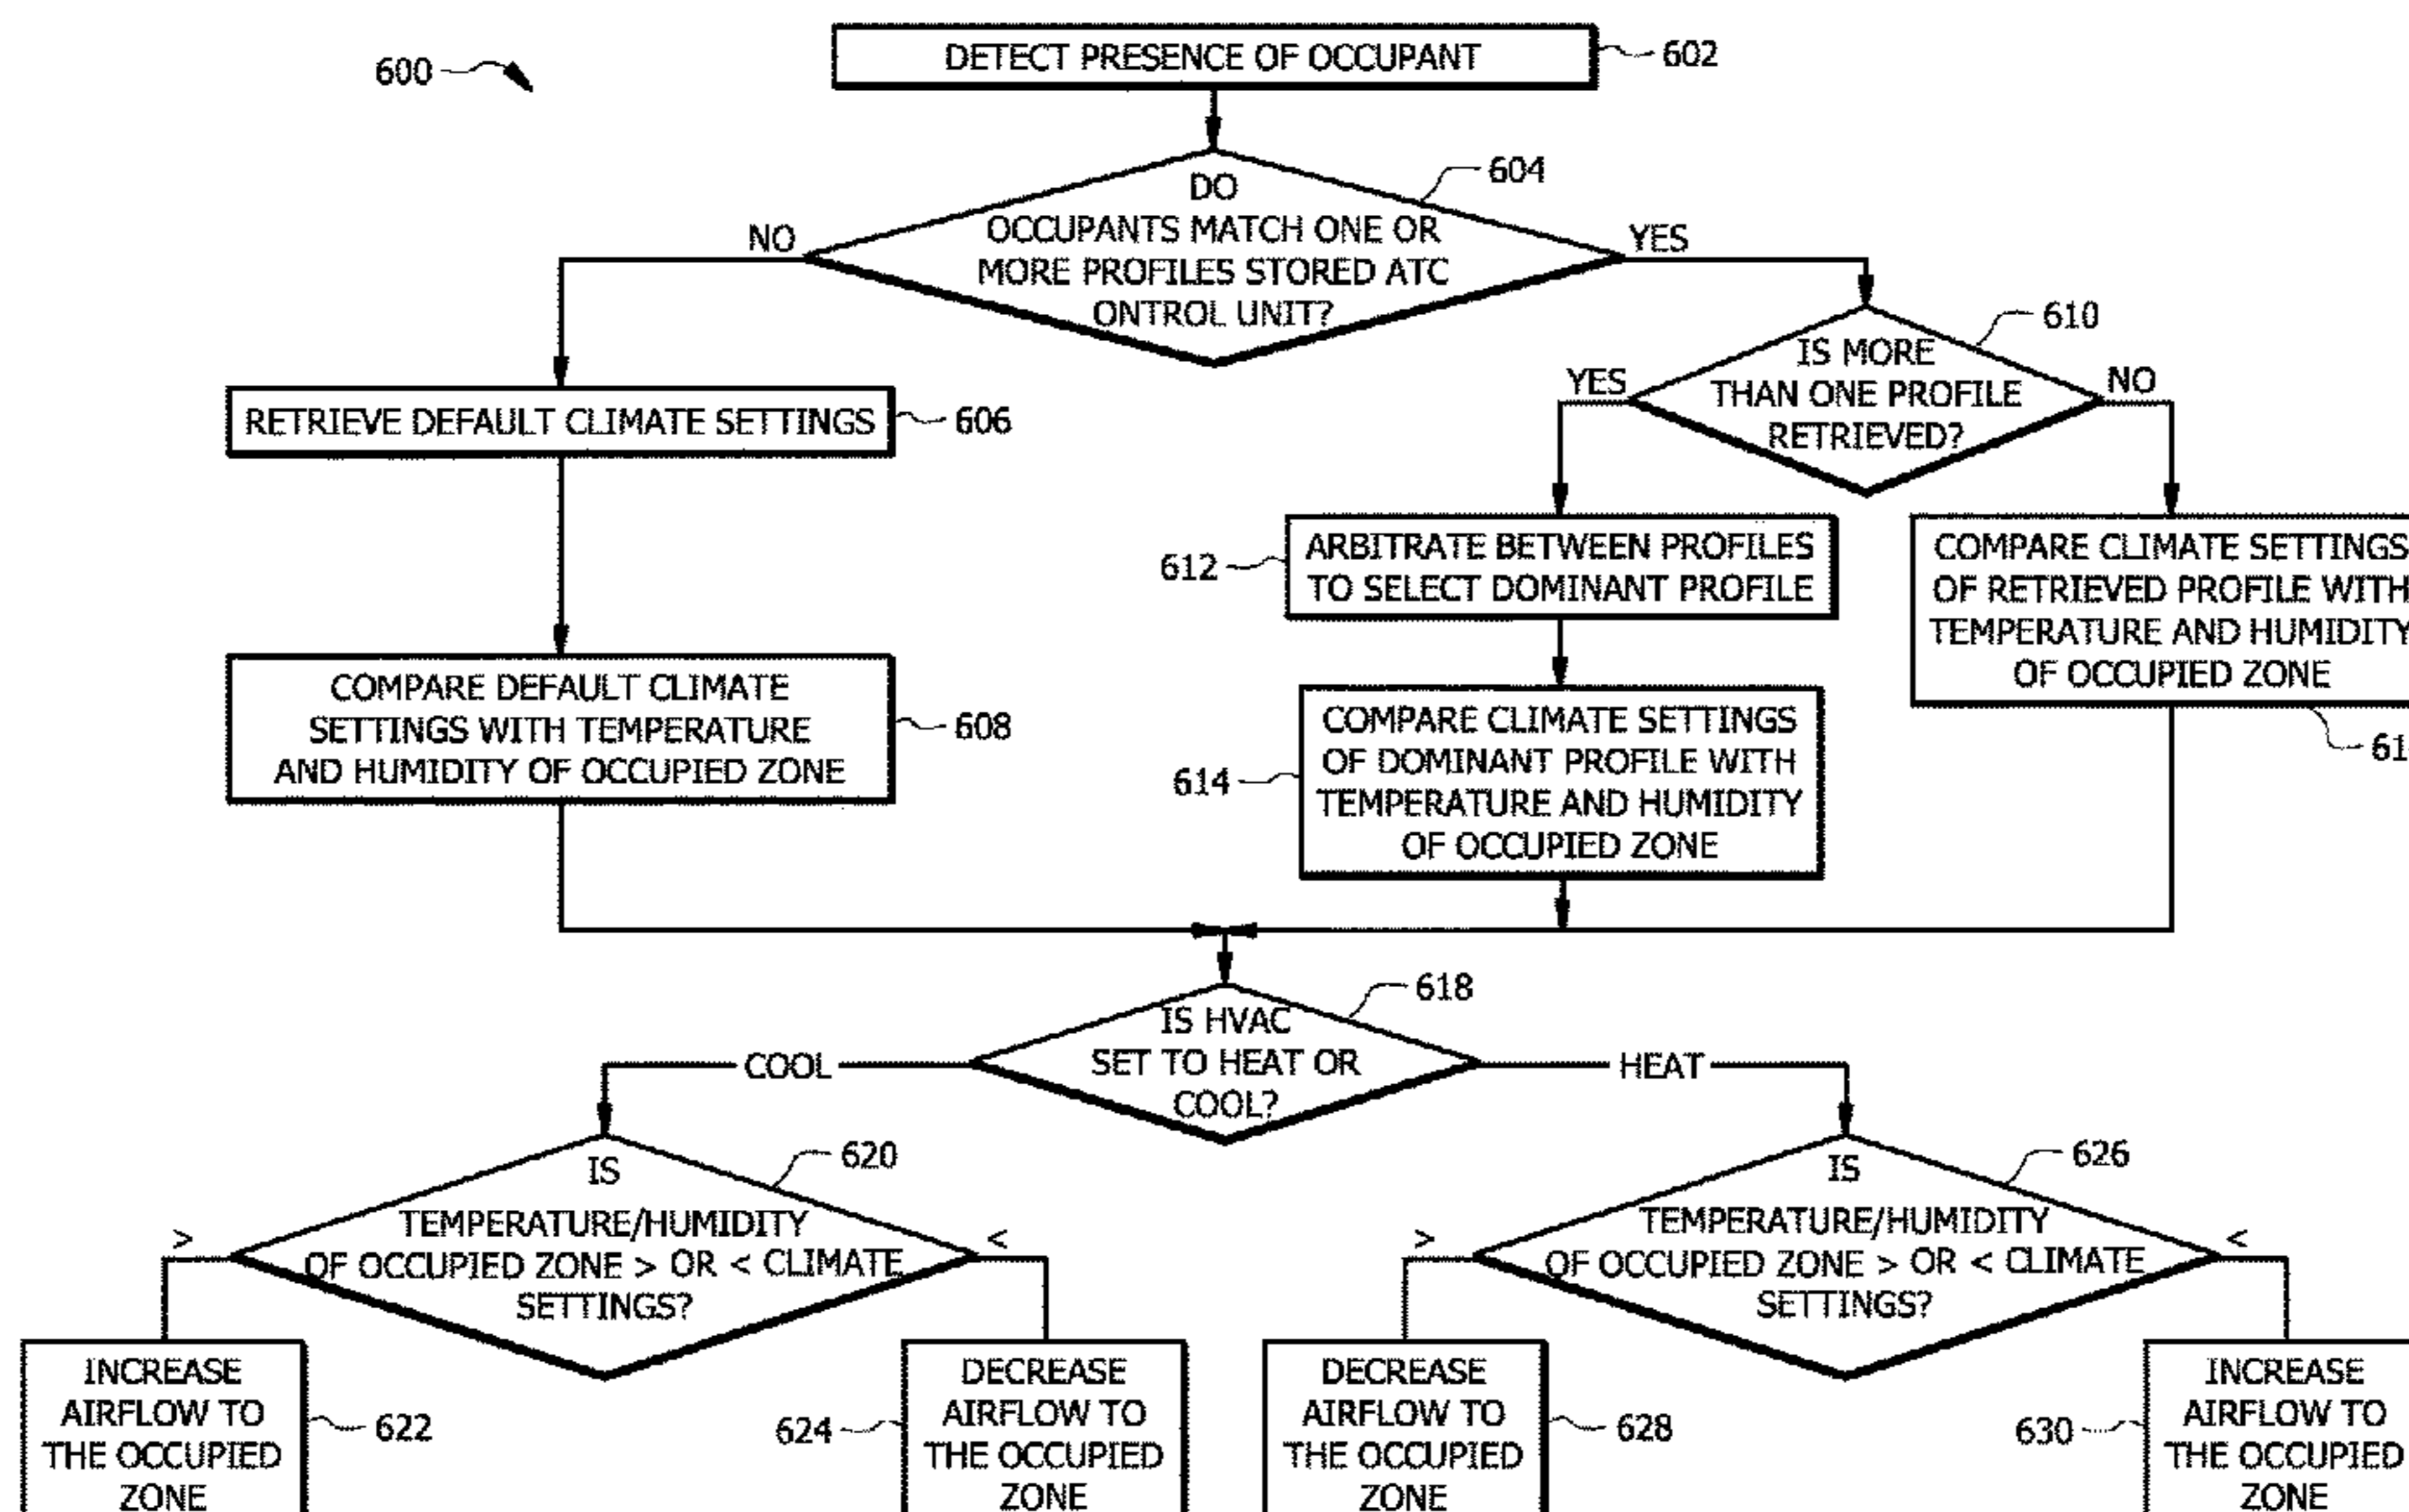 600
DETECT PRESENCE OF OCCUPANT
602
DO
OCCUPANTS MATCH ONE OR
MORE PROFILES STORED ATC
ONTROL UNIT?
604
NO
YES
RETRIEVE DEFAULT CLIMATE SETTINGS
606
IS MORE
THAN ONE PROFILE
RETRIEVED?
610
YES
NO
ARBITRATE BETWEEN PROFILES
TO SELECT DOMINANT PROFILE
612
COMPARE CLIMATE SETTINGS
OF RETRIEVED PROFILE WITH
TEMPERATURE AND HUMIDITY
OF OCCUPIED ZONE
COMPARE DEFAULT CLIMATE
SETTINGS WITH TEMPERATURE
AND HUMIDITY OF OCCUPIED ZONE
608
COMPARE CLIMATE SETTINGS
OF DOMINANT PROFILE WITH
TEMPERATURE AND HUMIDITY
OF OCCUPIED ZONE
614
IS HVAC
SET TO HEAT OR
COOL?
618
COOL
HEAT
IS
TEMPERATURE/HUMIDITY
OF OCCUPIED ZONE > OR < CLIMATE
SETTINGS?
620
>
<
IS
TEMPERATURE/HUMIDITY
OF OCCUPIED ZONE > OR < CLIMATE
SETTINGS?
626
>
<
INCREASE
AIRFLOW TO
THE OCCUPIED
ZONE
622
DECREASE
AIRFLOW TO
THE OCCUPIED
ZONE
624
DECREASE
AIRFLOW TO
THE OCCUPIED
ZONE
628
INCREASE
AIRFLOW TO
THE OCCUPIED
ZONE
630